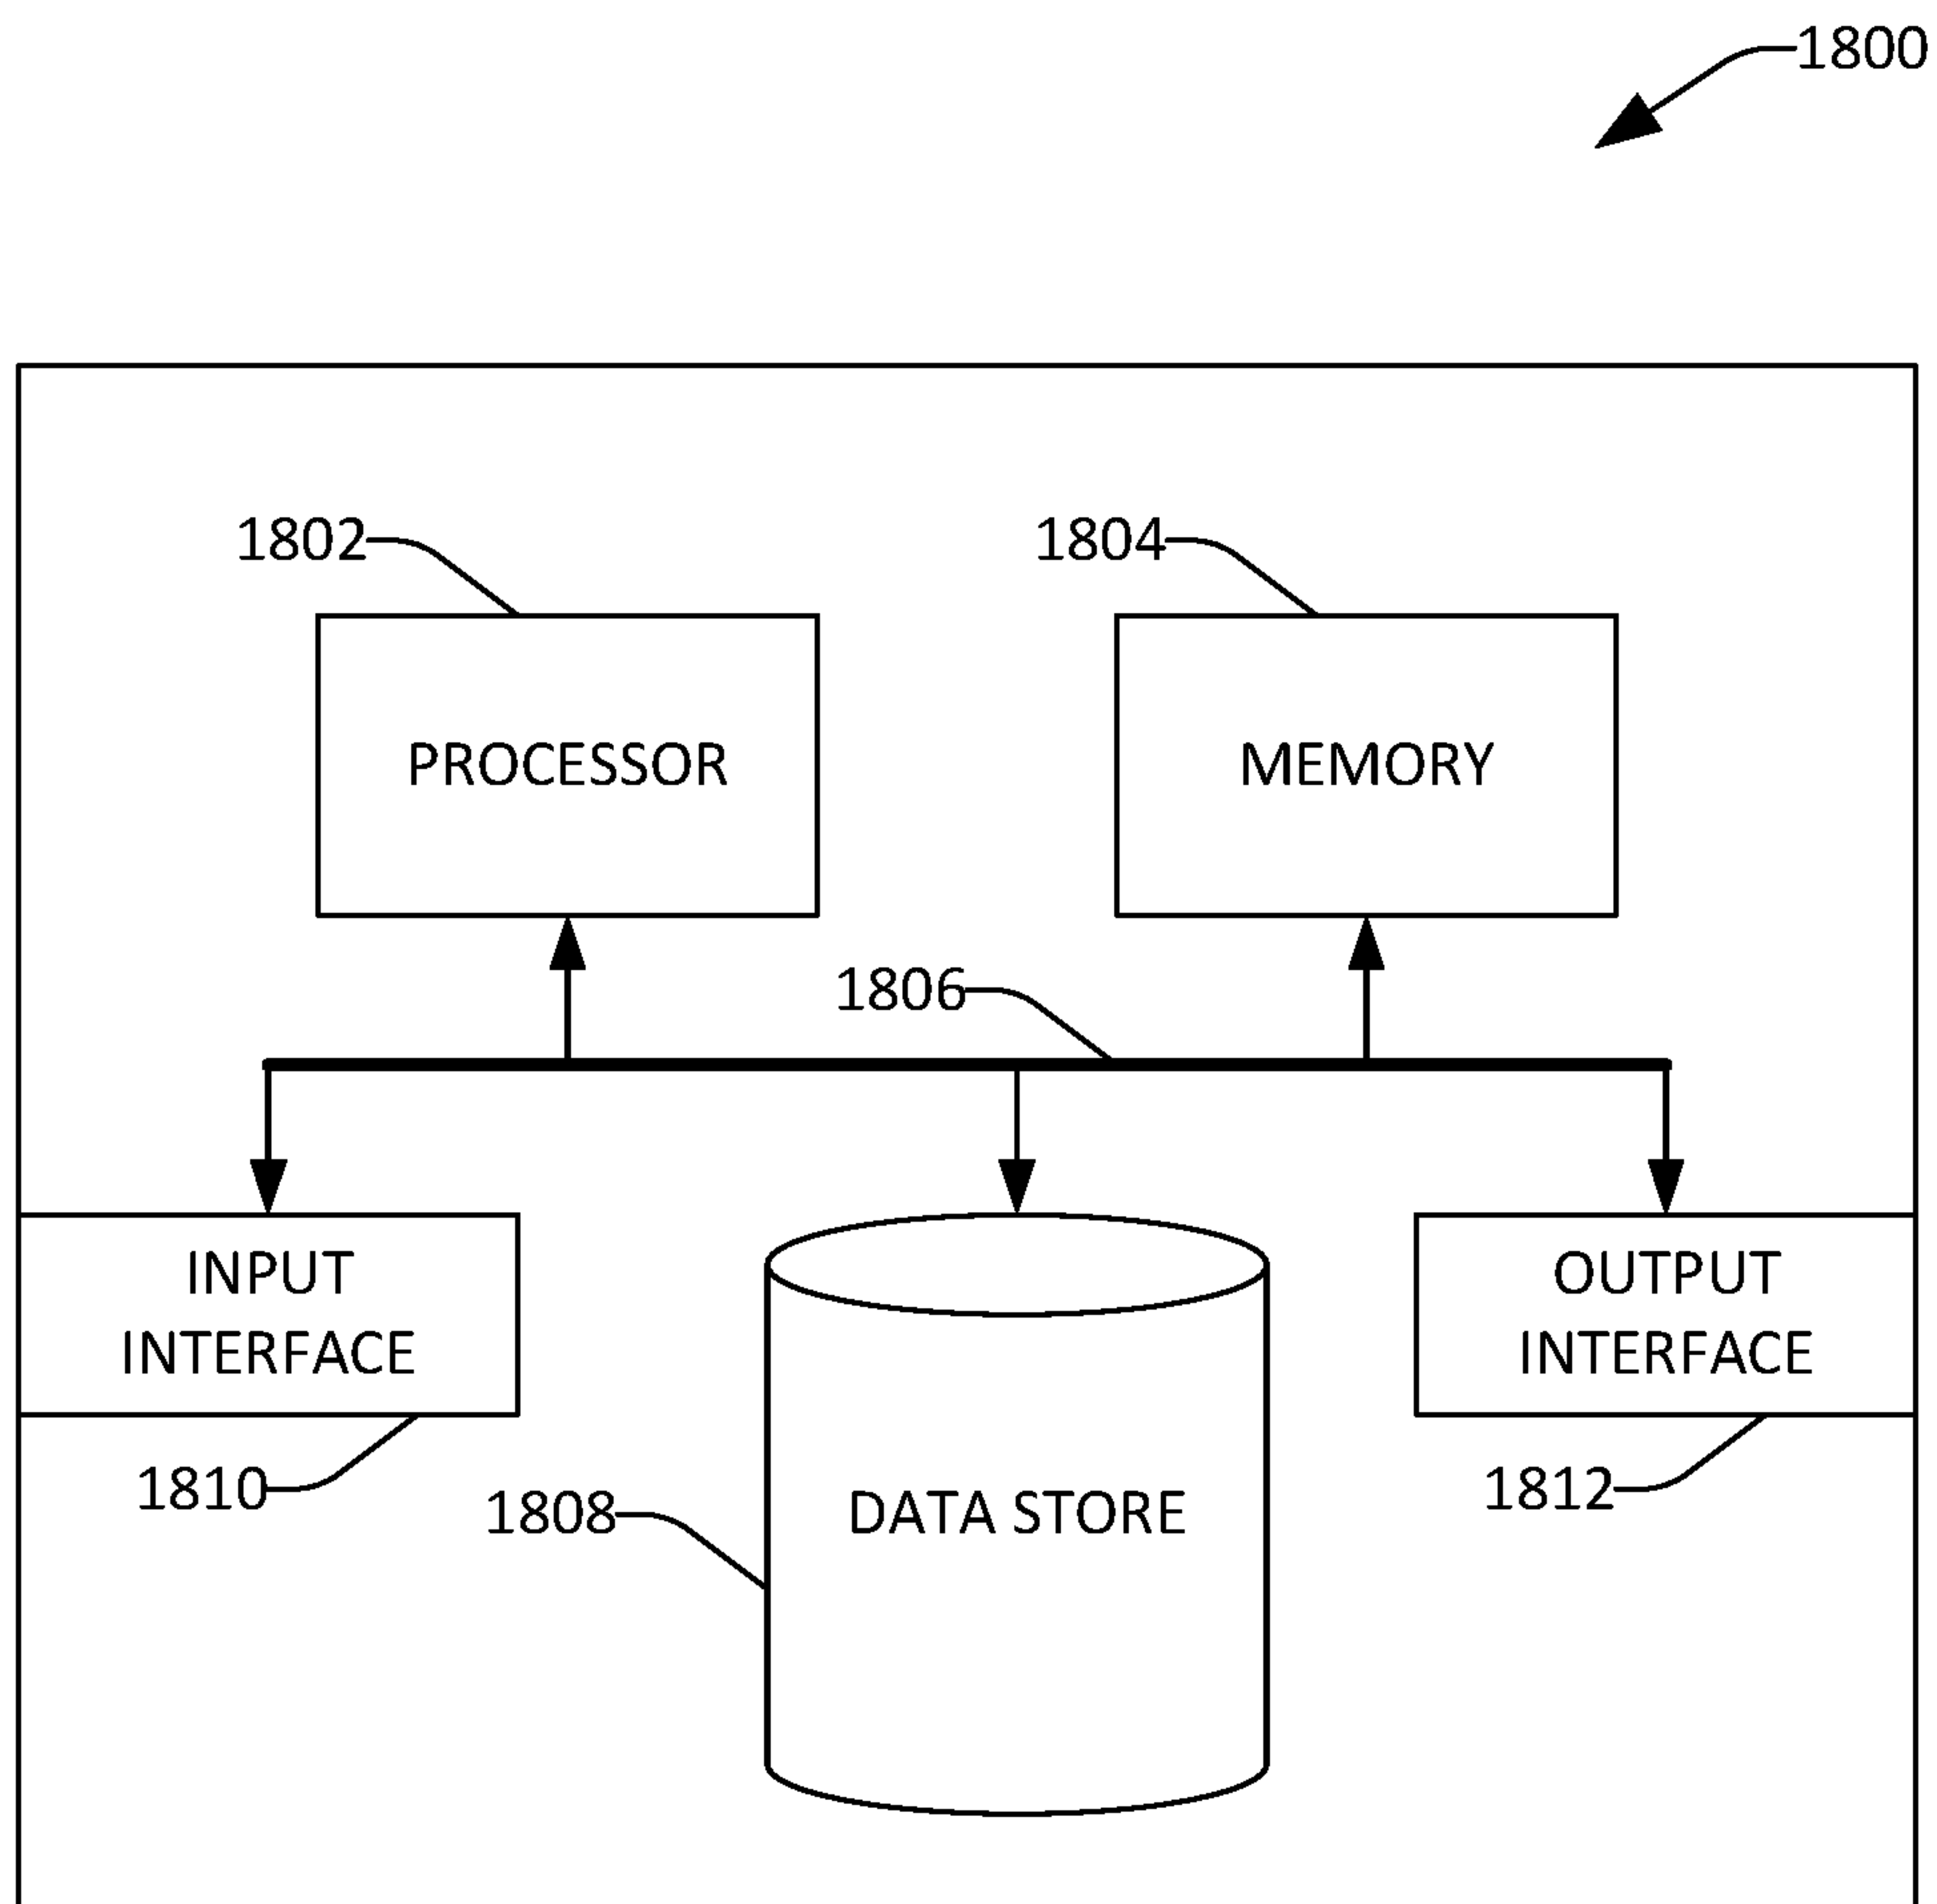 1800
1802
1804
PROCESSOR
MEMORY
1806
INPUT
INTERFACE
OUTPUT
INTERFACE
1810
1808
DATA STORE
1812